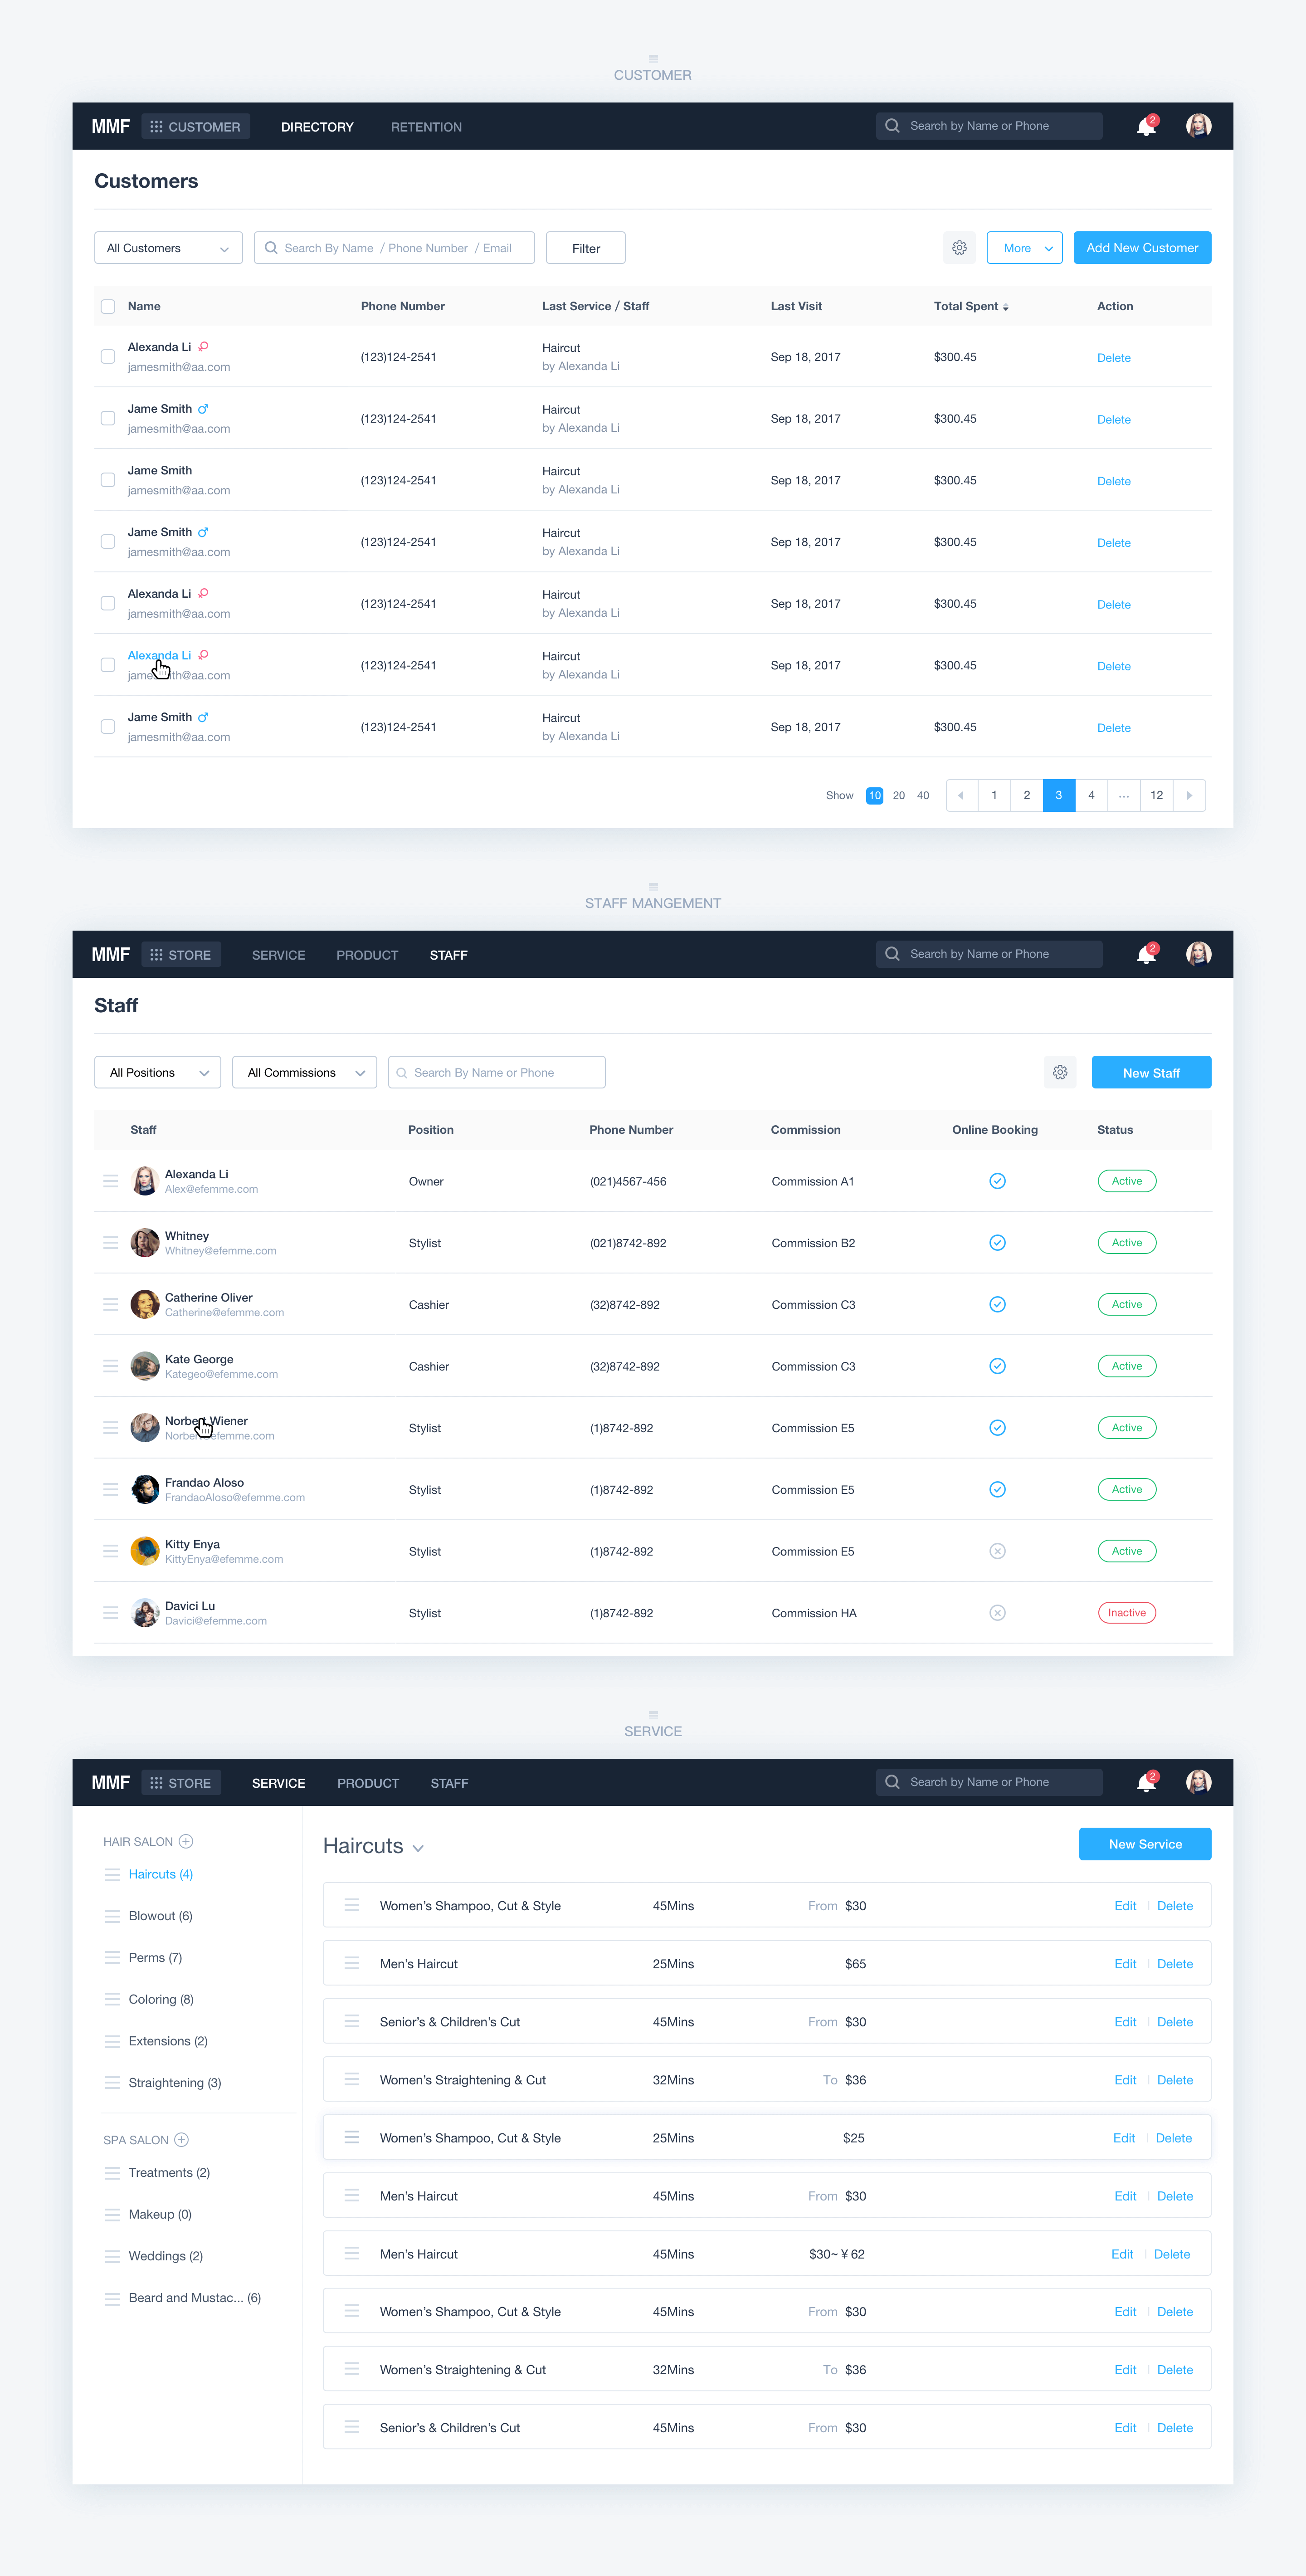 CUSTOMER
MMF CUSTOMER DIRECTORY RETENTION Search by Name or Phone 2
Customers
All Customers Search By Name / Phone Number / Email Filter More Add New Customer
Name Phone Number Last Service / Staff Last Visit Total Spent Action
Alexanda Li
jamesmith@aa.com (123)124-2541 Haircut by Alexanda Li Sep 18, 2017 $300.45 Delete
Jame Smith
jamesmith@aa.com (123)124-2541 Haircut by Alexanda Li Sep 18, 2017 $300.45 Delete
Jame Smith
jamesmith@aa.com (123)124-2541 Haircut by Alexanda Li Sep 18, 2017 $300.45 Delete
Jame Smith
jamesmith@aa.com (123)124-2541 Haircut by Alexanda Li Sep 18, 2017 $300.45 Delete
Alexanda Li
jamesmith@aa.com (123)124-2541 Haircut by Alexanda Li Sep 18, 2017 $300.45 Delete
Alexanda Li
(123)124-2541 Haircut by Alexanda Li Sep 18, 2017 $300.45 Delete
Jame Smith
jamesmith@aa.com (123)124-2541 Haircut by Alexanda Li Sep 18, 2017 $300.45 Delete
Show 10 20 40 1 2 3 4 ... 12
STAFF MANGEMENT
MMF STORE SERVICE PRODUCT STAFF Search by Name or Phone 2
Staff
All Positions All Commissions Search By Name or Phone New Staff
Staff Position Phone Number Commission Online Booking Status
Alexanda Li
Alex@efemme.com Owner (021)4567-456 Commission A1 Active
Whitney
Whitney@efemme.com Stylist (021)8742-892 Commission B2 Active
Catherine Oliver
Catherine@efemme.com Cashier (32)8742-892 Commission C3 Active
Kate George
Kategeo@efemme.com Cashier (32)8742-892 Commission C3 Active
Norbert Wiener
Stylist (1)8742-892 Commission E5 Active
Frandao Aloso
FrandaoAloso@efemme.com Stylist (1)8742-892 Commission E5 Active
Kitty Enya
KittyEnya@efemme.com Stylist (1)8742-892 Commission E5 Active
Davici Lu
Davici@efemme.com Stylist (1)8742-892 Commission HA Inactive
SERVICE
MMF STORE SERVICE PRODUCT STAFF Search by Name or Phone 2
HAIR SALON
Haircuts (4)
Blowout (6)
Perms (7)
Coloring (8)
Extensions (2)
Straightening (3)
SPA SALON
Treatments (2)
Makeup (0)
Weddings (2)
Beard and Mustac... (6)
Haircuts New Service
Women's Shampoo, Cut & Style 45Mins From $30 Edit Delete
Men's Haircut 25Mins $65 Edit Delete
Senior's & Children's Cut 45Mins From $30 Edit Delete
Women's Straightening & Cut 32Mins To $36 Edit Delete
Women's Shampoo, Cut & Style 25Mins $25 Edit Delete
Men's Haircut 45Mins From $30 Edit Delete
Men's Haircut 45Mins $30~¥62 Edit Delete
Women's Shampoo, Cut & Style 45Mins From $30 Edit Delete
Women's Straightening & Cut 32Mins To $36 Edit Delete
Senior's & Children's Cut 45Mins From $30 Edit Delete